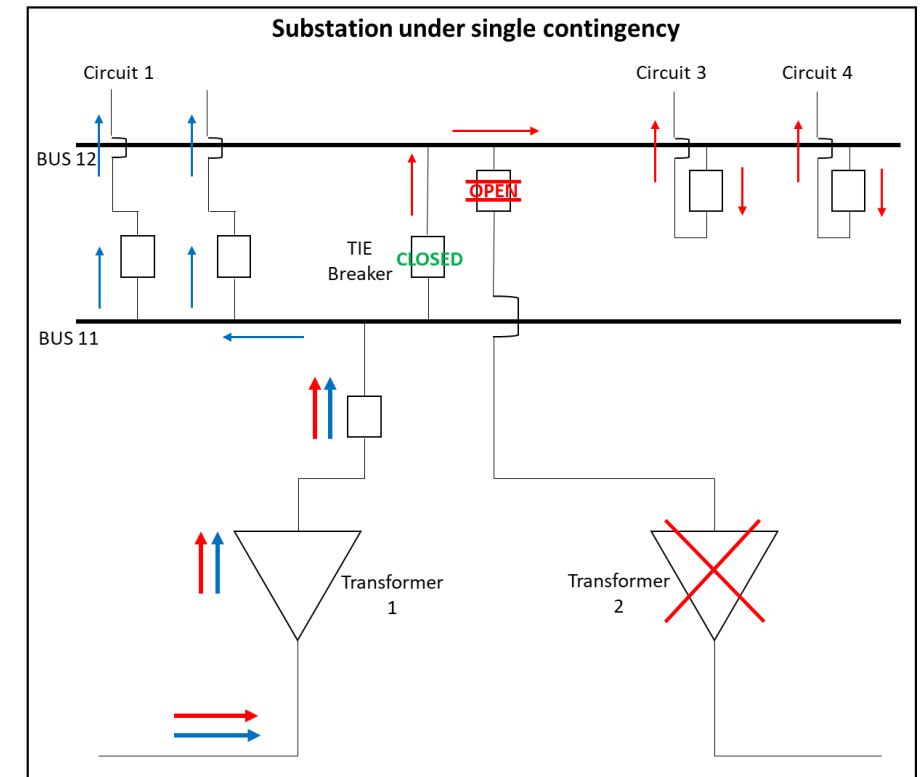 Substation under single contingency
Circuit 1
Circuit 3
Circuit 4
BUS 12
OPEN
TIE
Breaker
CLOSED
BUS 11
Transformer
1
Transformer
2